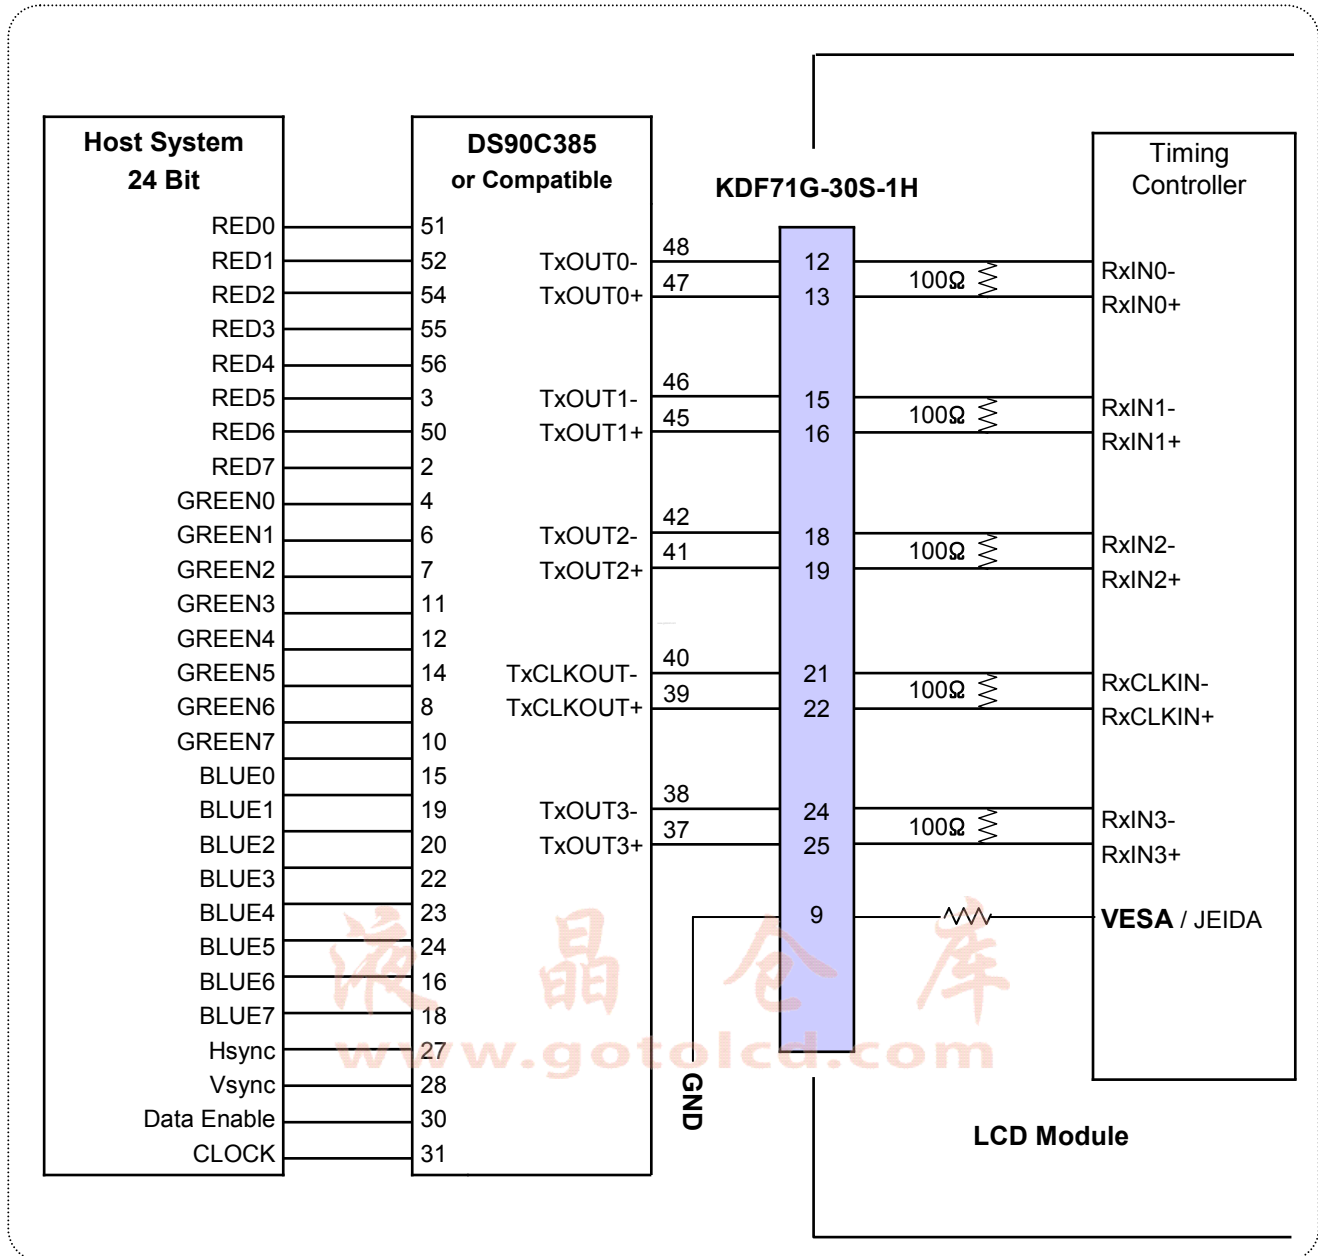 Host System
24 Bit
RED0
RED1
RED2
RED3
RED4
RED5
RED6
RED7
GREEN0
GREEN1
GREEN2
GREEN3
GREEN4
GREEN5
GREEN6
GREEN7
BLUE0
BLUE1
BLUE2
BLUE3
BLUE4
BLUE5
BLUE6
BLUE7
Hsync
Vsync
Data Enable
CLOCK
DS90C385
or Compatible
51
52
54
55
56
3
50
2
4
6
7
11
12
14
8
10
15
19
20
22
23
24
16
18
27
28
30
31
TxOUT0-
TxOUT0+
TxOUT1-
TxOUT1+
TxOUT2-
TxOUT2+
TxCLKOUT-
TxCLKOUT+
TxOUT3-
TxOUT3+
48
47
46
45
42
41
40
39
38
37
GND
KDF71G-30S-1H
12
13
15
16
18
19
21
22
24
25
9
100Ω
100Ω
100Ω
100Ω
100Ω
Timing
Controller
RxIN0-
RxIN0+
RxIN1-
RxIN1+
RxIN2-
RxIN2+
RxCLKIN-
RxCLKIN+
RxIN3-
RxIN3+
VESA / JEIDA
LCD Module
液晶仓库
www.gotolcd.com